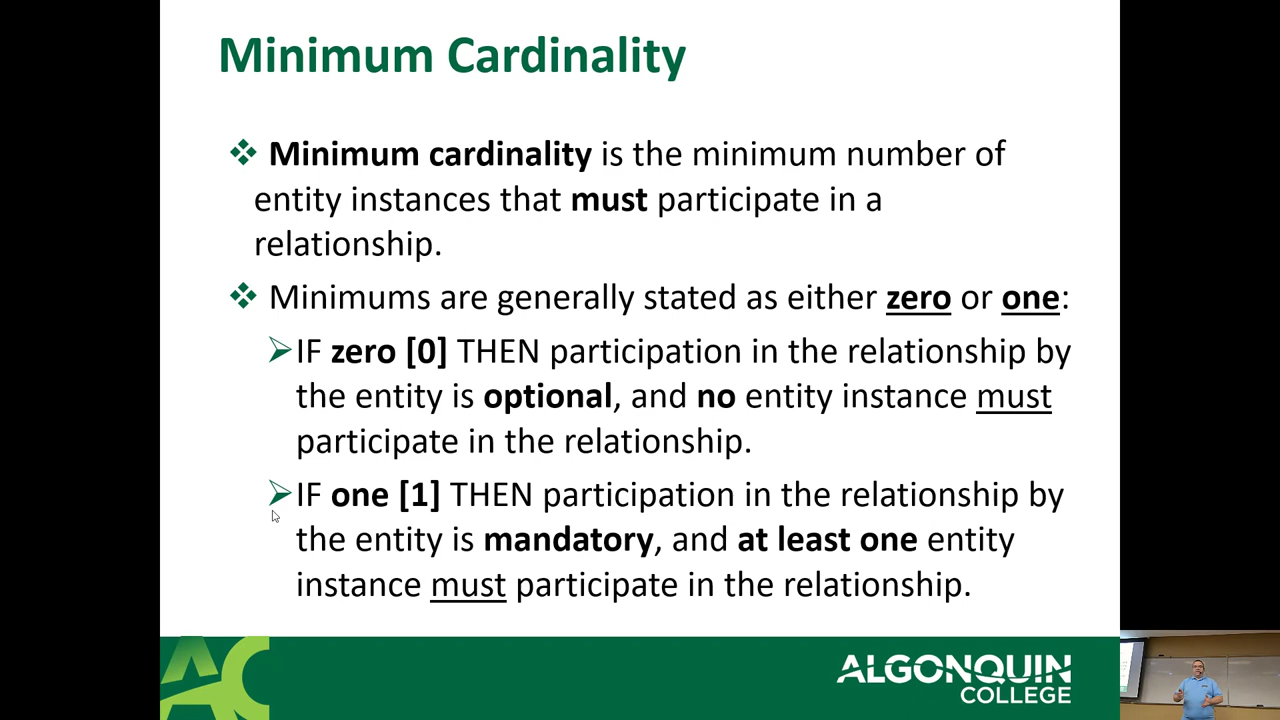 Minimum Cardinality
❖ Minimum cardinality is the minimum number of
entity instances that must participate in a
relationship.
❖ Minimums are generally stated as either zero or one:
➢IF zero [0] THEN participation in the relationship by
the entity is optional, and no entity instance must
participate in the relationship.
➢IF one [1] THEN participation in the relationship by
the entity is mandatory, and at least one entity
instance must participate in the relationship.
AC
ALGONQUIN
COLLEGE